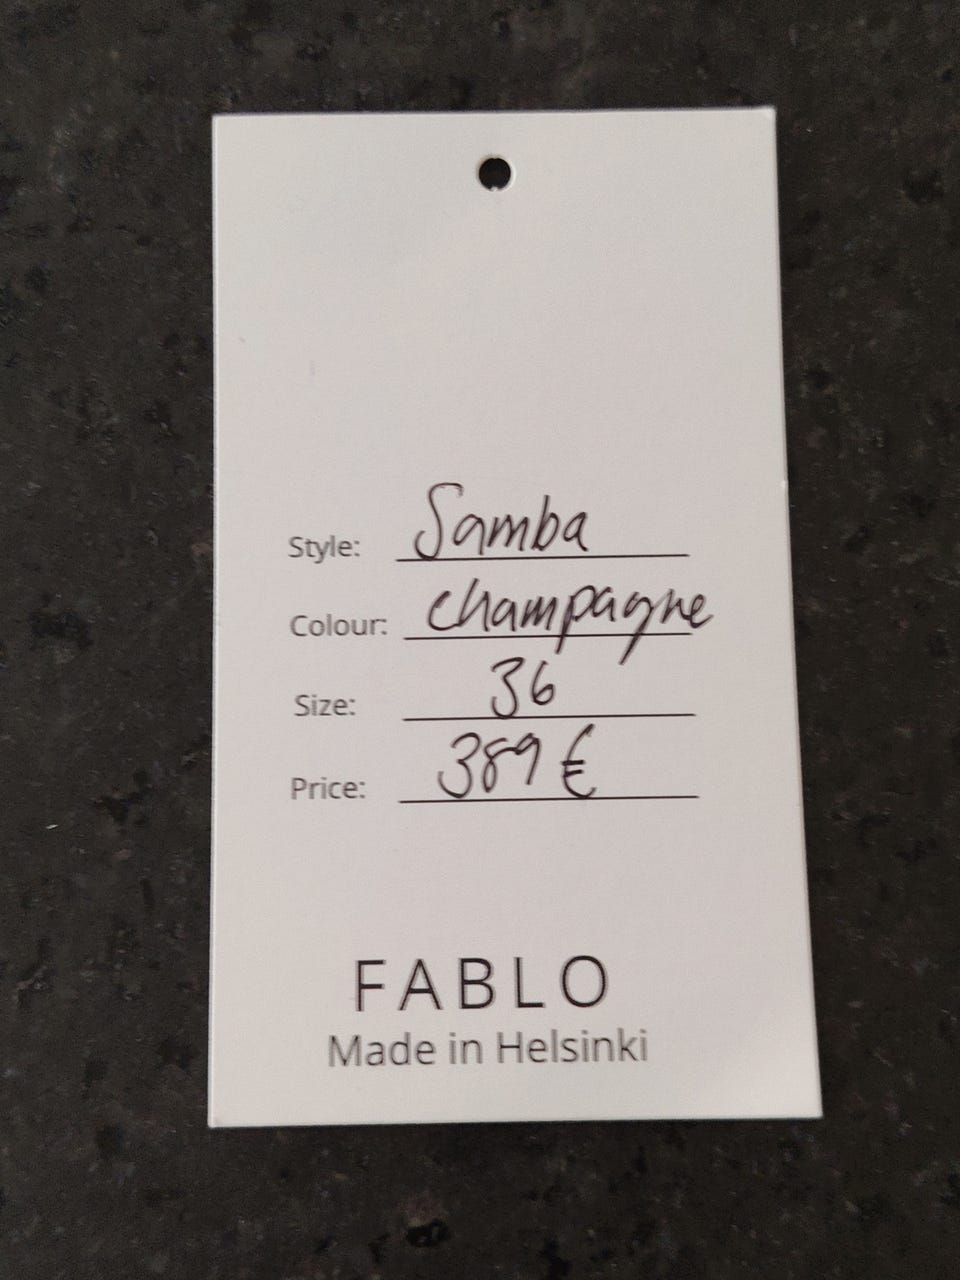 Style: Samba
Colour: champagne
Size: 36
Price: 389 €
FABLO
Made in Helsinki